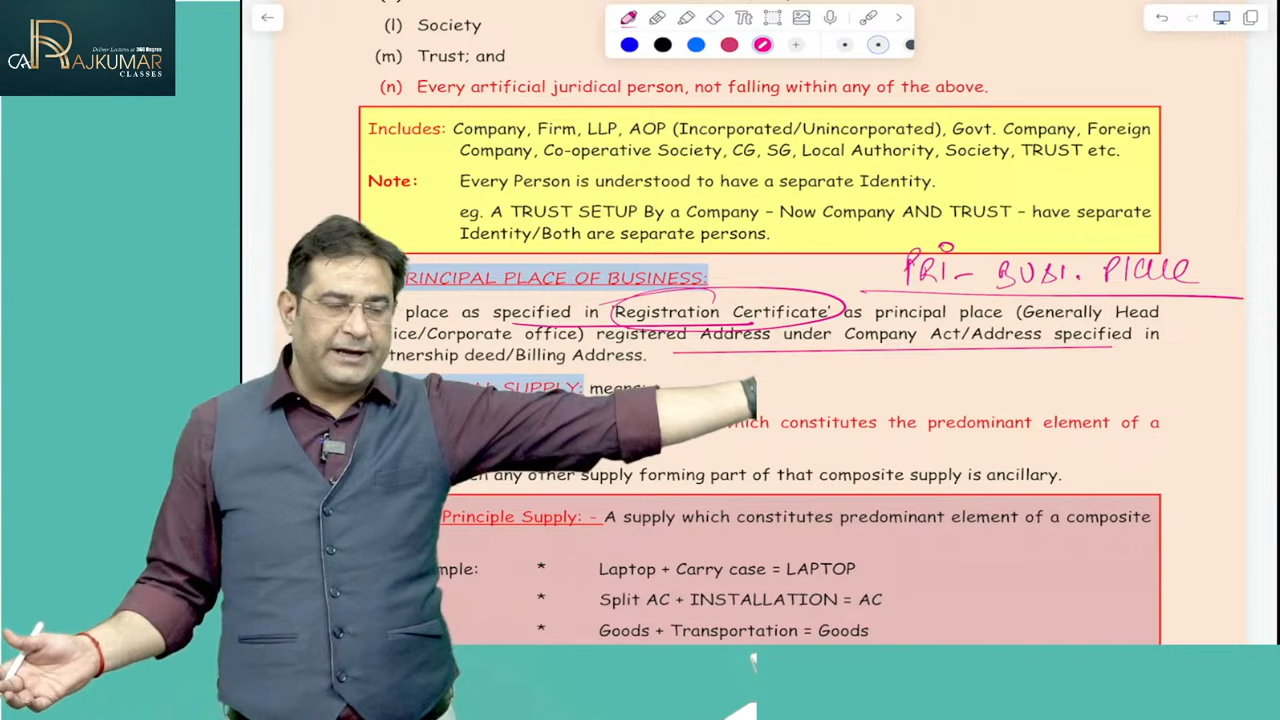 Deliver Lectures at 360 Degree
CA RAJKUMAR
CLASSES
(l) Society
(m) Trust; and
(n) Every artificial juridical person, not falling within any of the above.
Includes: Company, Firm, LLP, AOP (Incorporated/Unincorporated), Govt. Company, Foreign
Company, Co-operative Society, CG, SG, Local Authority, Society, TRUST etc.
Note: Every Person is understood to have a separate Identity.
eg. A TRUST SETUP By a Company – Now Company AND TRUST – have separate
Identity/Both are separate persons.
PRI - BUSI. Place
RINCIPAL PLACE OF BUSINESS:
place as specified in 'Registration Certificate' as principal place (Generally Head
ice/Corporate office) registered Address under Company Act/Address specified in
tnership deed/Billing Address.
SUPPLY: means
which constitutes the predominant element of a
any other supply forming part of that composite supply is ancillary.
Principle Supply: - A supply which constitutes predominant element of a composite
mple: * Laptop + Carry case = LAPTOP
* Split AC + INSTALLATION = AC
* Goods + Transportation = Goods